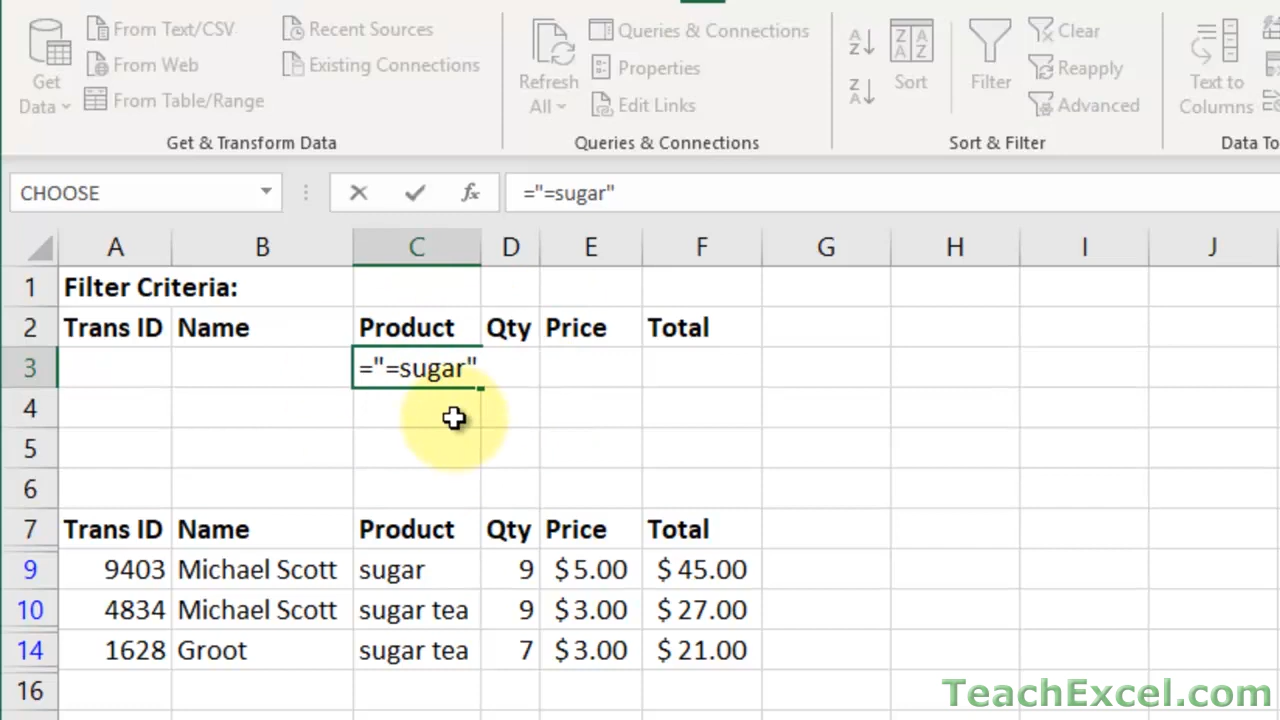 From Text/CSV Recent Sources Queries & Connections Clear
From Web Existing Connections Properties Reapply
Get Data From Table/Range Refresh All Edit Links Sort Filter Advanced Text to Columns
Get & Transform Data Queries & Connections Sort & Filter Data To
CHOOSE fx ="=sugar"
A B C D E F G H I J
1 Filter Criteria:
2 Trans ID Name Product Qty Price Total
3 ="=sugar"
4
5
6
7 Trans ID Name Product Qty Price Total
9 9403 Michael Scott sugar 9 $ 5.00 $ 45.00
10 4834 Michael Scott sugar tea 9 $ 3.00 $ 27.00
14 1628 Groot sugar tea 7 $ 3.00 $ 21.00
16
TeachExcel.com